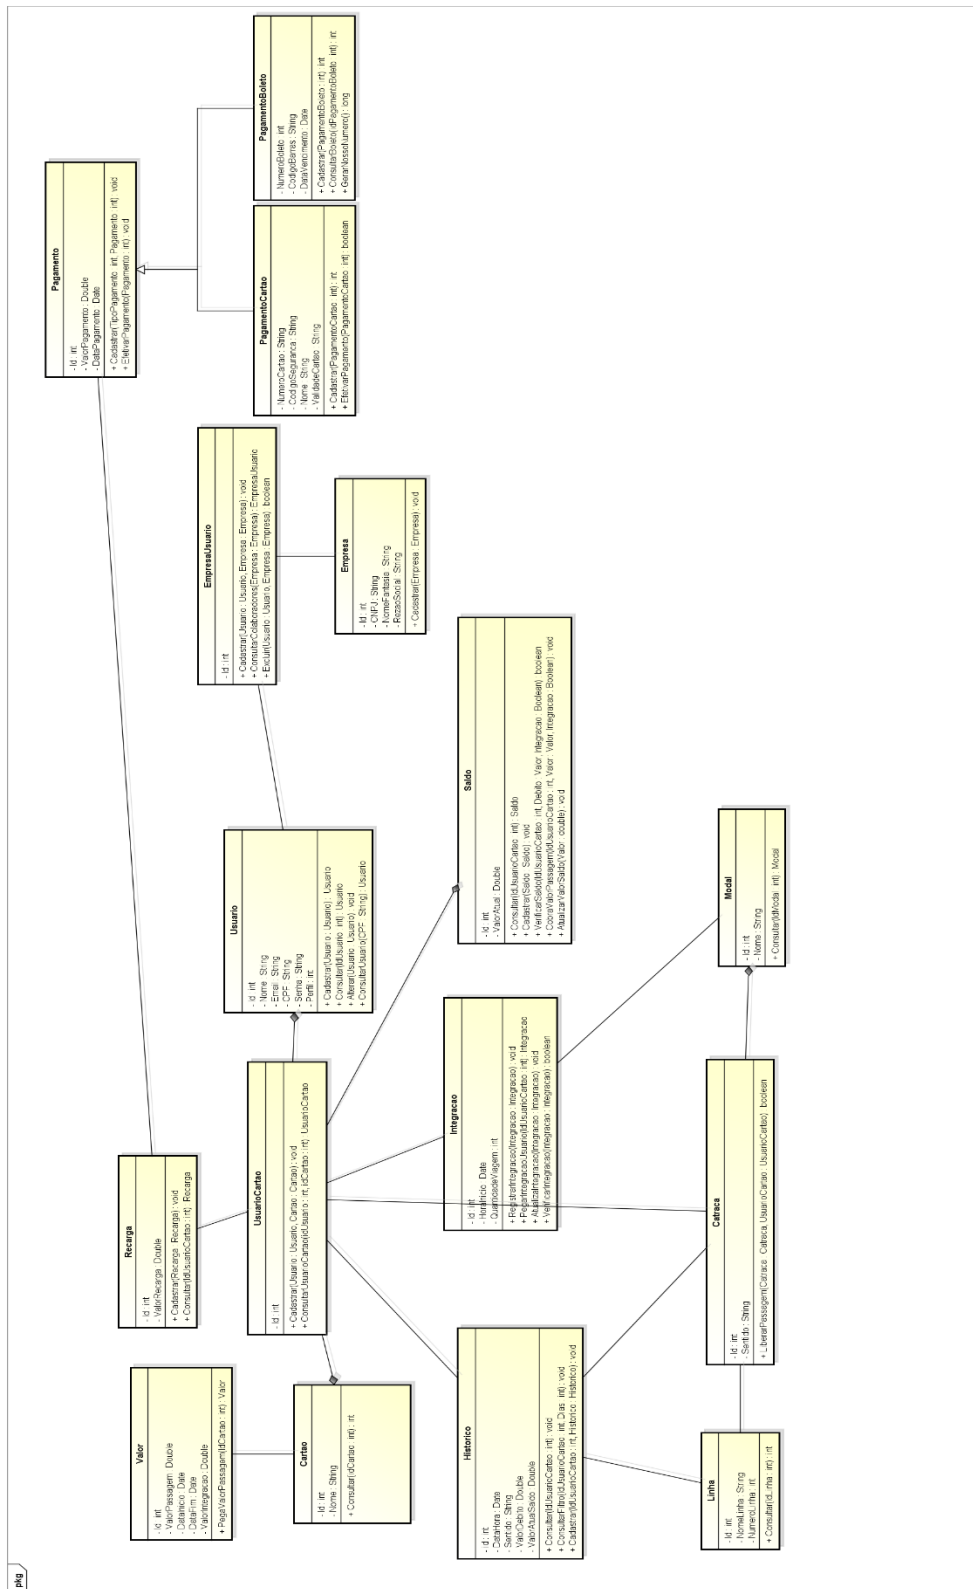 pkg
Valor
- Id : int
- ValorPassagem : Double
- DataInicio : Date
- DataFim : Date
- ValorIntegracao : Double
+ PegaValorPassagem(IdCartao : int) : Valor
Recarga
- Id : int
- ValorRecarga : Double
+ Cadastrar(Recarga : Recarga) : void
+ Consultar(IdUsuarioCartao : int) : Recarga
Pagamento
- Id : int
- ValorPagamento : Double
- DataPagamento : Date
+ Cadastrar(TipoPagamento : int, Pagamento : int) : void
+ EfetivarPagamento(Pagamento : int) : void
Cartao
- Id : int
- Nome : String
+ Consultar(idCartao : int) : int
UsuarioCartao
- Id : int
+ Cadastrar(Usuario : Usuario, Cartao : Cartao) : void
+ ConsultarUsuarioCartao(idUsuario : int, idCartao : int) : UsuarioCartao
Usuario
- Id : int
- Nome : String
- Email : String
- CPF : String
- Senha : String
- Perfil : int
+ Cadastrar(Usuario : Usuario) : Usuario
+ Consultar(IdUsuario : int) : Usuario
+ Alterar(Usuario : Usuario) : void
+ ConsultarUsuario(CPF : String) : Usuario
EmpresaUsuario
- Id : int
+ Cadastrar(Usuario : Usuario, Empresa : Empresa) : void
+ ConsultarColaboradores(Empresa : Empresa) : EmpresaUsuario
+ Excluir(Usuario : Usuario, Empresa : Empresa) : boolean
PagamentoCartao
- NumeroCartao : String
- CodigoSeguranca : String
- Nome : String
- ValidadeCartao : String
+ Cadastrar(PagamentoCartao : int) : int
+ EfetivarPagamento(PagamentoCartao : int) : boolean
PagamentoBoleto
- NumeroBoleto : int
- CodigoBarras : String
- DataVencimento : Date
+ Cadastrar(PagamentoBoleto : int) : int
+ ConsultarBoleto(idPagamentoBoleto : int) : int
+ GerarNossoNumero() : long
Empresa
- Id : int
- CNPJ : String
- NomeFantasia : String
- RazaoSocial : String
+ Cadastrar(Empresa : Empresa) : void
Historico
- Id : int
- DataHora : Date
- Sentido : String
- ValorDebito : Double
- ValorAtualSaldo : Double
+ Consultar(IdUsuarioCartao : int) : void
+ ConsultarFiltro(IdUsuarioCartao : int, Dias : int) : void
+ Cadastrar(IdUsuarioCartao : int, Historico : Historico) : void
Integracao
- Id : int
- HoraInicio : Date
- QuantidadeViagem : int
+ RegistrarIntegracao(Integracao : Integracao) : void
+ PegarIntegracaoUsuario(IdUsuarioCartao : int) : Integracao
+ AtualizaIntegracao(Integracao : Integracao) : void
+ VerificarIntegracao(Integracao : Integracao) : boolean
Saldo
- Id : int
- ValorAtual : Double
+ Consultar(IdUsuarioCartao : int) : Saldo
+ Cadastrar(Saldo : Saldo) : void
+ VerificarSaldo(IdUsuarioCartao : int, Debito : Valor, Integracao : Boolean) : boolean
+ CobraValorPassagem(IdUsuarioCartao : int, Valor : Valor, Integracao : Boolean) : void
+ AtualizarValorSaldo(Valor : double) : void
Linha
- Id : int
- NomeLinha : String
- NumeroLinha : int
+ Consultar(idLinha : int) : int
Catraca
- Id : int
- Sentido : String
+ LiberarPassagem(Catraca : Catraca, UsuarioCartao : UsuarioCartao) : boolean
Modal
- Id : int
- Nome : String
+ Consultar(IdModal : int) : Modal